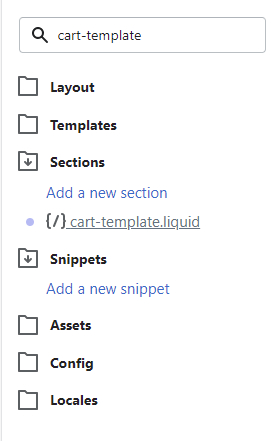 cart-template
Layout
Templates
Sections
Add a new section
{/} cart-template.liquid
Snippets
Add a new snippet
Assets
Config
Locales